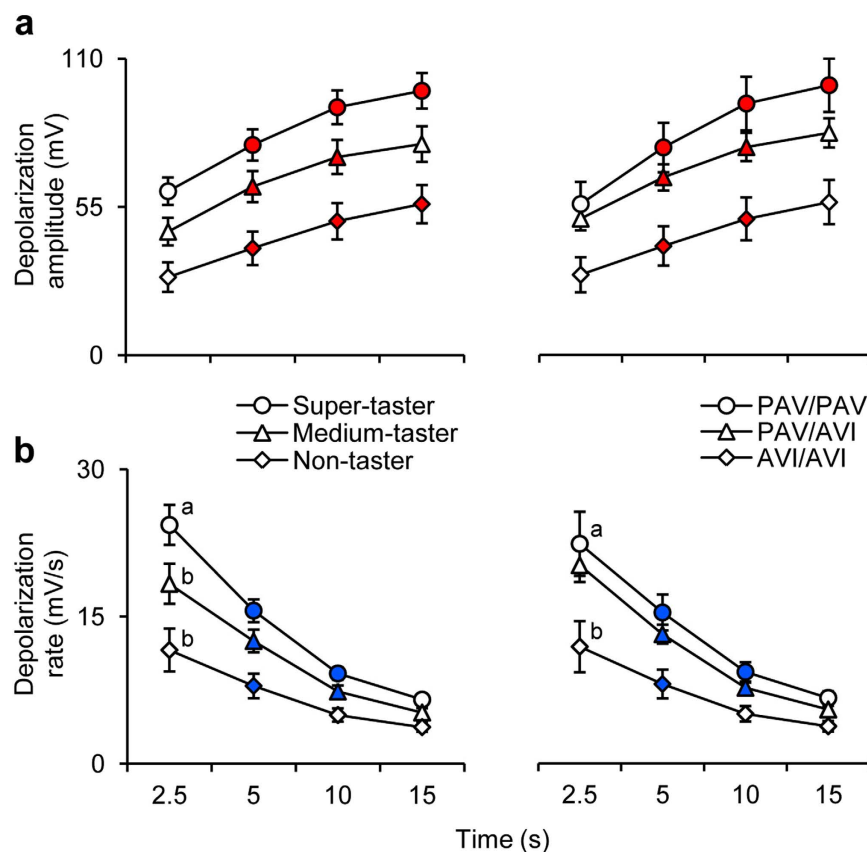 a
110
55
0
Depolarization
amplitude (mV)
Super-taster
Medium-taster
Non-taster
PAV/PAV
PAV/AVI
AVI/AVI
b
30
15
0
Depolarization
rate (mV/s)
a
b
b
a
b
2.5 5 10 15
2.5 5 10 15
Time (s)